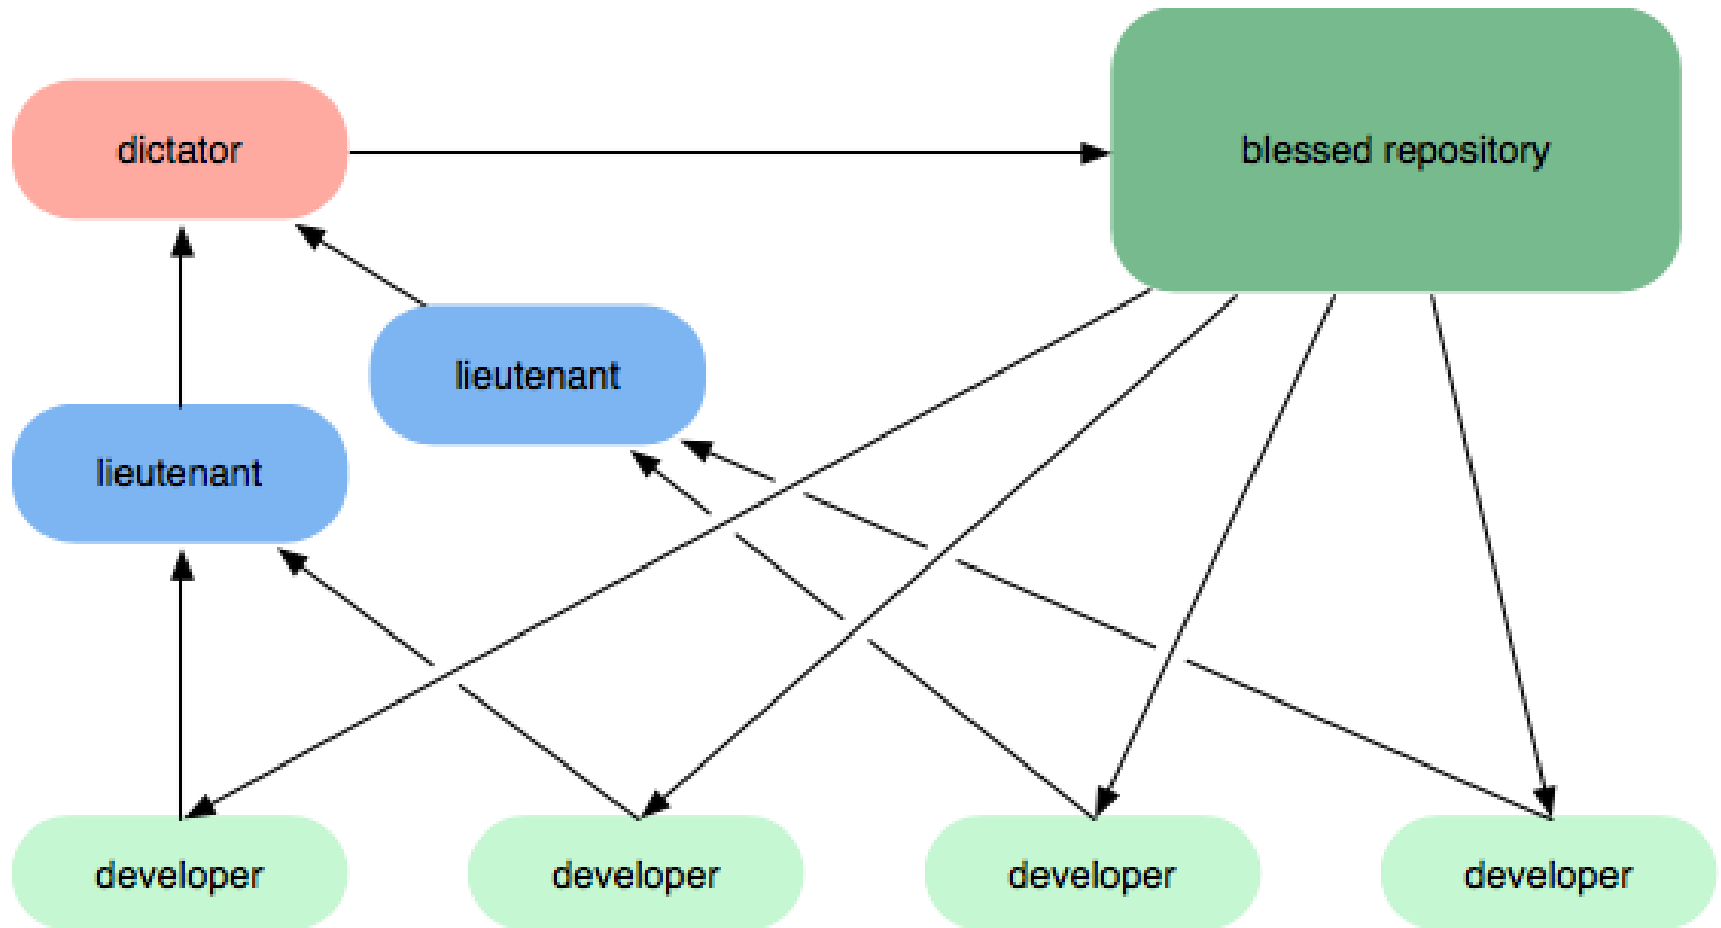 dictator
blessed repository
lieutenant
lieutenant
developer
developer
developer
developer